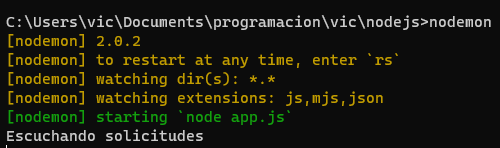 C:\Users\vic\Documents\programacion\vic\nodejs>nodemon
[nodemon] 2.0.2
[nodemon] to restart at any time, enter `rs`
[nodemon] watching dir(s): *.*
[nodemon] watching extensions: js,mjs,json
[nodemon] starting `node app.js`
Escuchando solicitudes